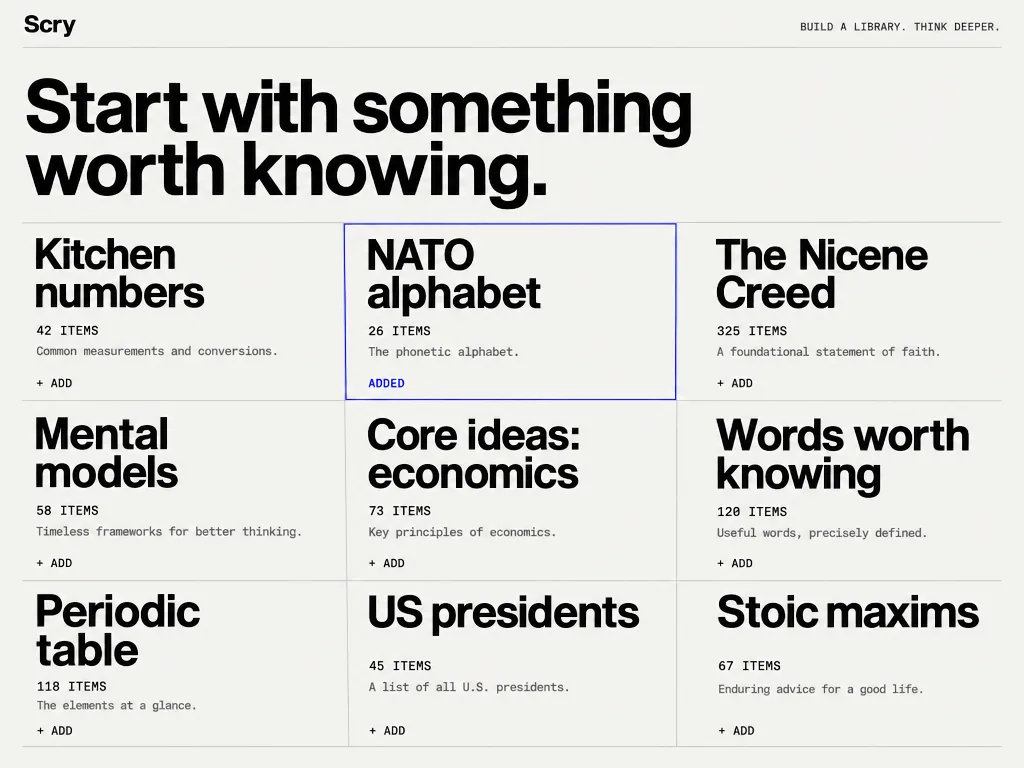 Scry
BUILD A LIBRARY. THINK DEEPER.
Start with something
worth knowing.
Kitchen
numbers
42 ITEMS
Common measurements and conversions.
+ ADD
NATO
alphabet
26 ITEMS
The phonetic alphabet.
ADDED
The Nicene
Creed
325 ITEMS
A foundational statement of faith.
+ ADD
Mental
models
58 ITEMS
Timeless frameworks for better thinking.
+ ADD
Core ideas:
economics
73 ITEMS
Key principles of economics.
+ ADD
Words worth
knowing
120 ITEMS
Useful words, precisely defined.
+ ADD
Periodic
table
118 ITEMS
The elements at a glance.
+ ADD
US presidents
45 ITEMS
A list of all U.S. presidents.
+ ADD
Stoic maxims
67 ITEMS
Enduring advice for a good life.
+ ADD